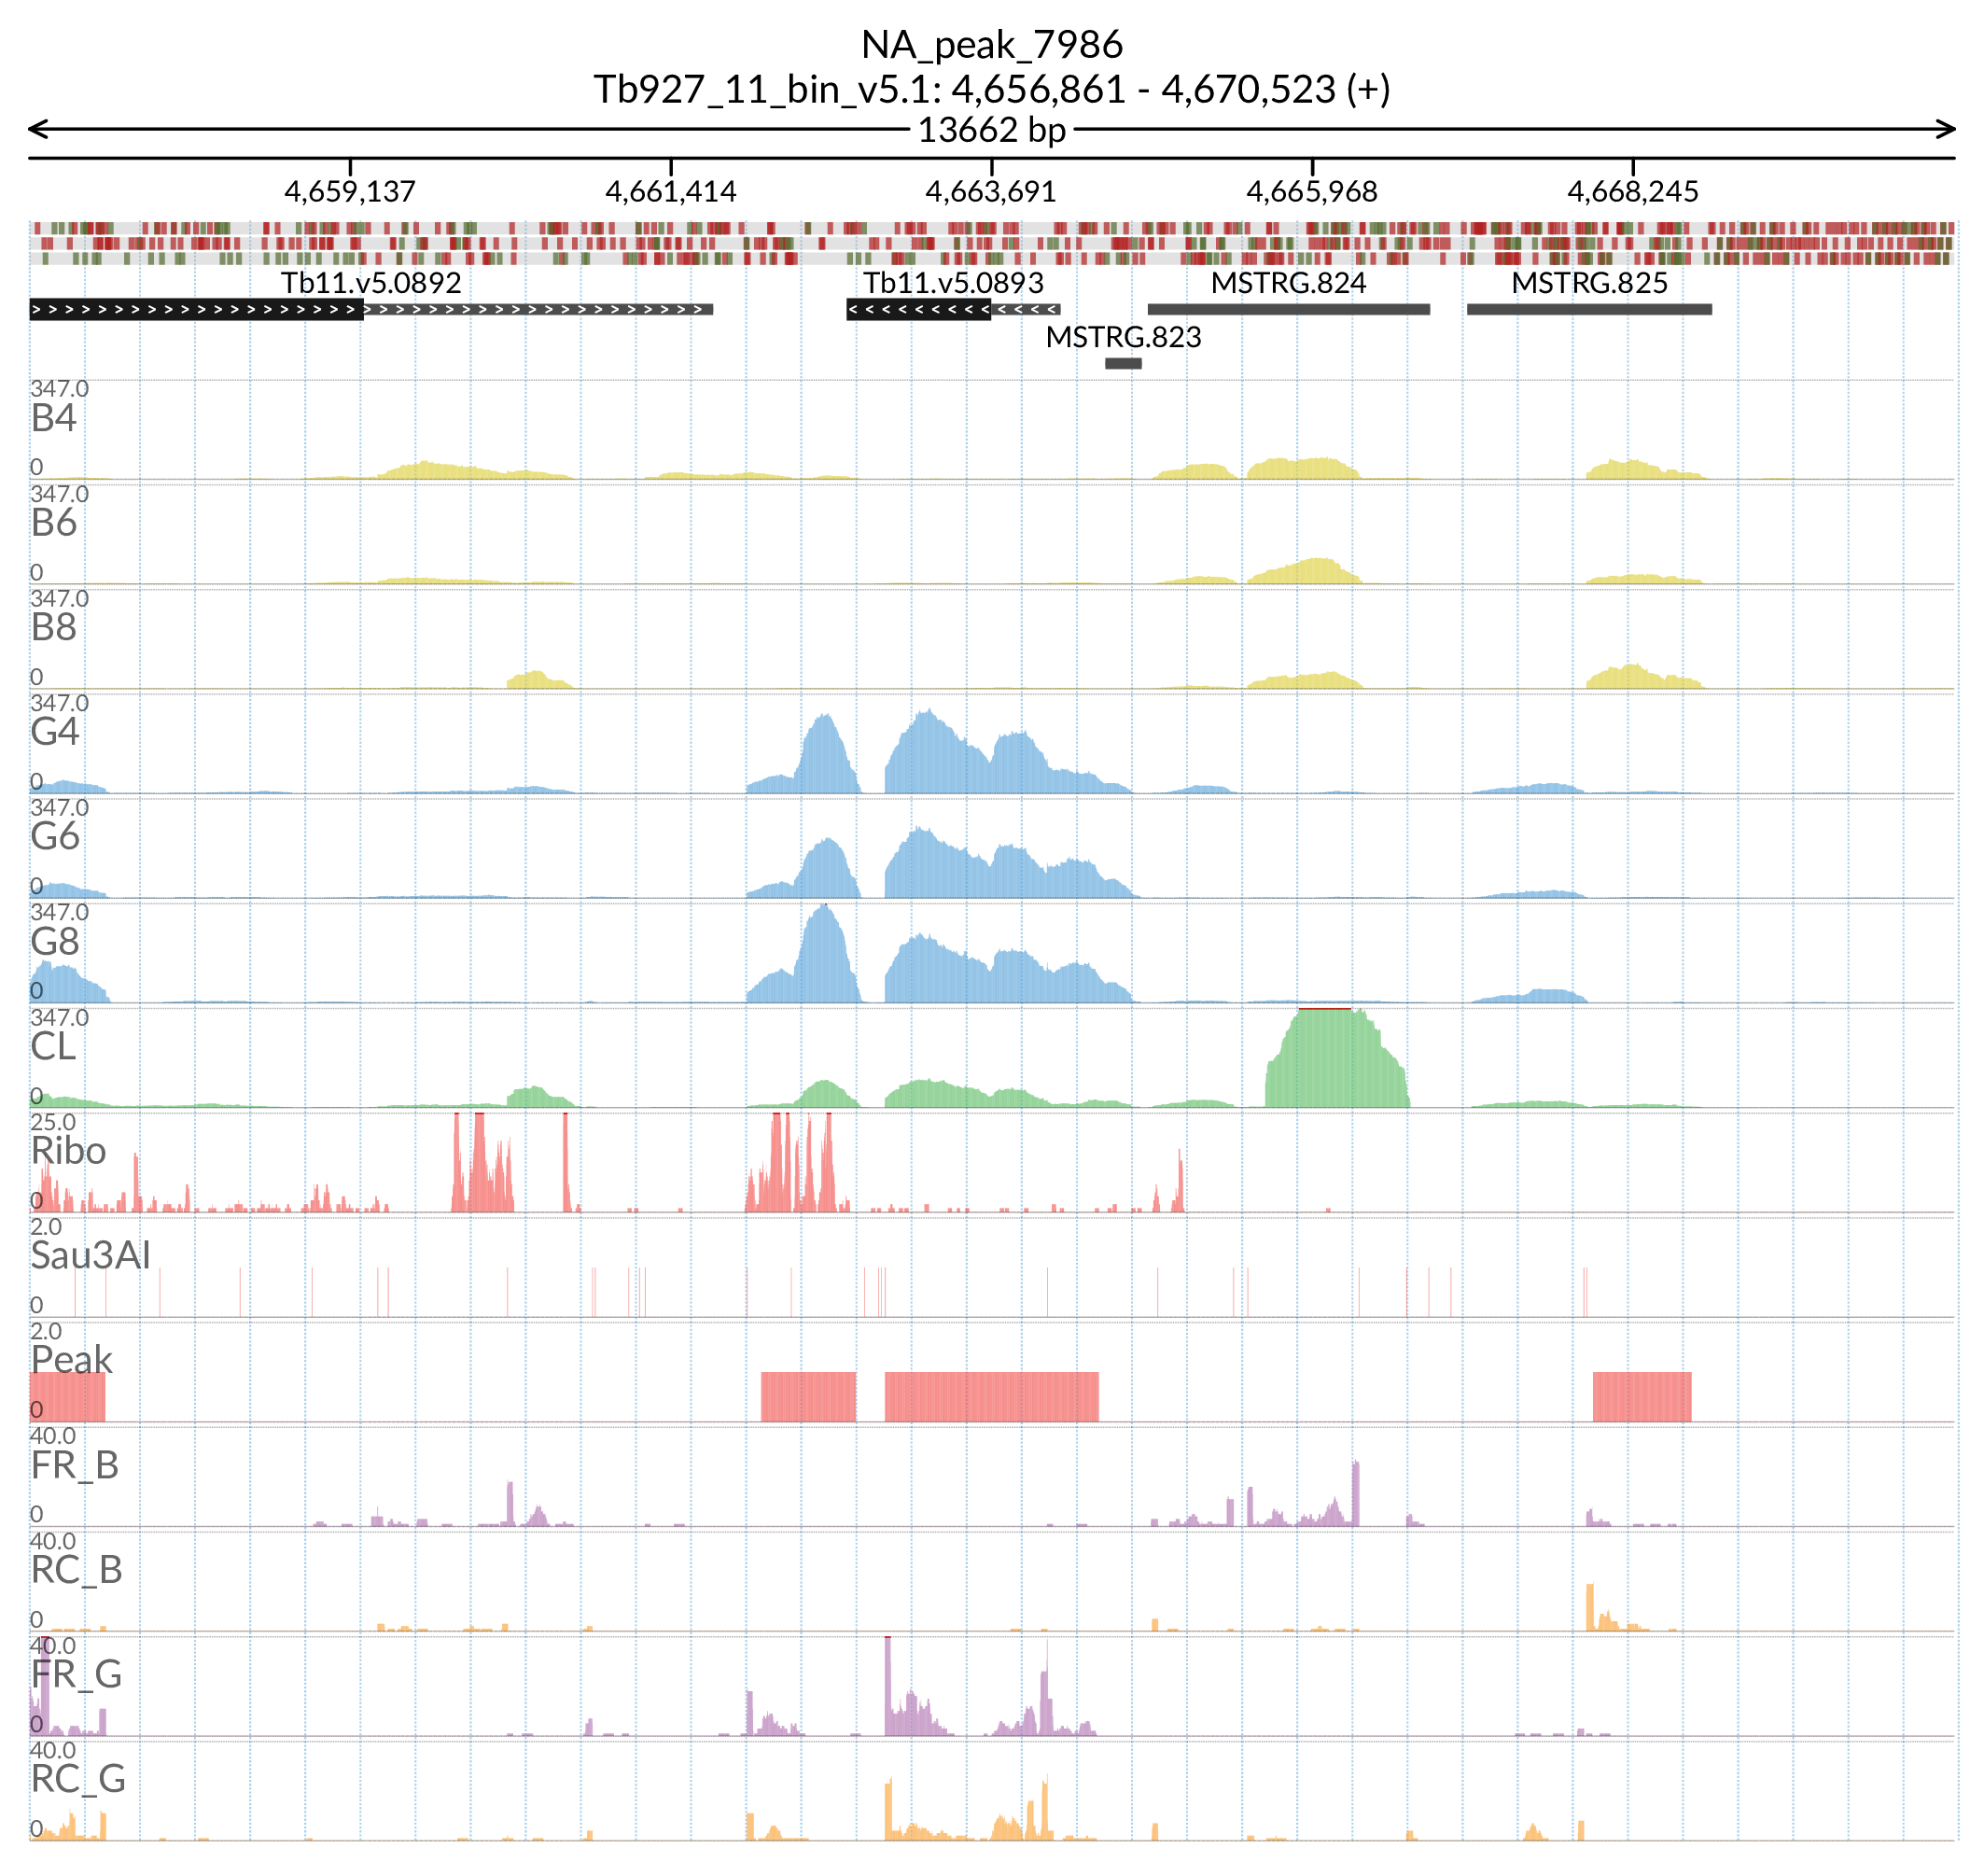 NA_peak_7986
Tb927_11_bin_v5.1: 4,656,861 - 4,670,523 (+)
13662 bp
4,659,137 4,661,414 4,663,691 4,665,968 4,668,245
Tb11.v5.0892 Tb11.v5.0893 MSTRG.824 MSTRG.825
MSTRG.823
347.0
B4
0
347.0
B6
0
347.0
B8
0
347.0
G4
0
347.0
G6
0
347.0
G8
0
347.0
CL
0
25.0
Ribo
0
2.0
Sau3AI
0
2.0
Peak
0
40.0
FR_B
0
40.0
RC_B
0
40.0
FR_G
0
40.0
RC_G
0